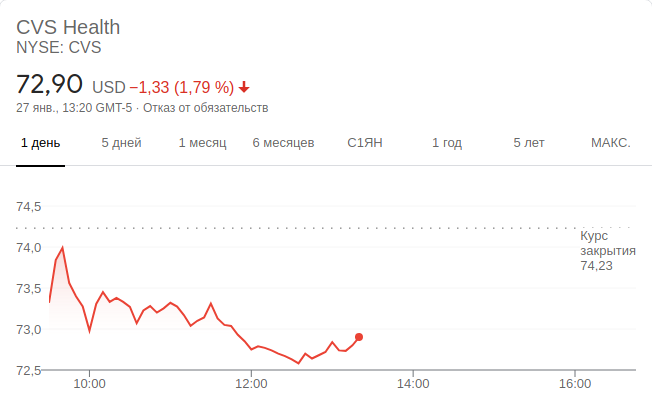 CVS Health
NYSE: CVS
72,90 USD −1,33 (1,79 %)
27 янв., 13:20 GMT-5 · Отказ от обязательств
1 день 5 дней 1 месяц 6 месяцев С1ЯН 1 год 5 лет МАКС.
74,5
Курс
закрытия
74,23
74,0
73,5
73,0
72,5
10:00 12:00 14:00 16:00